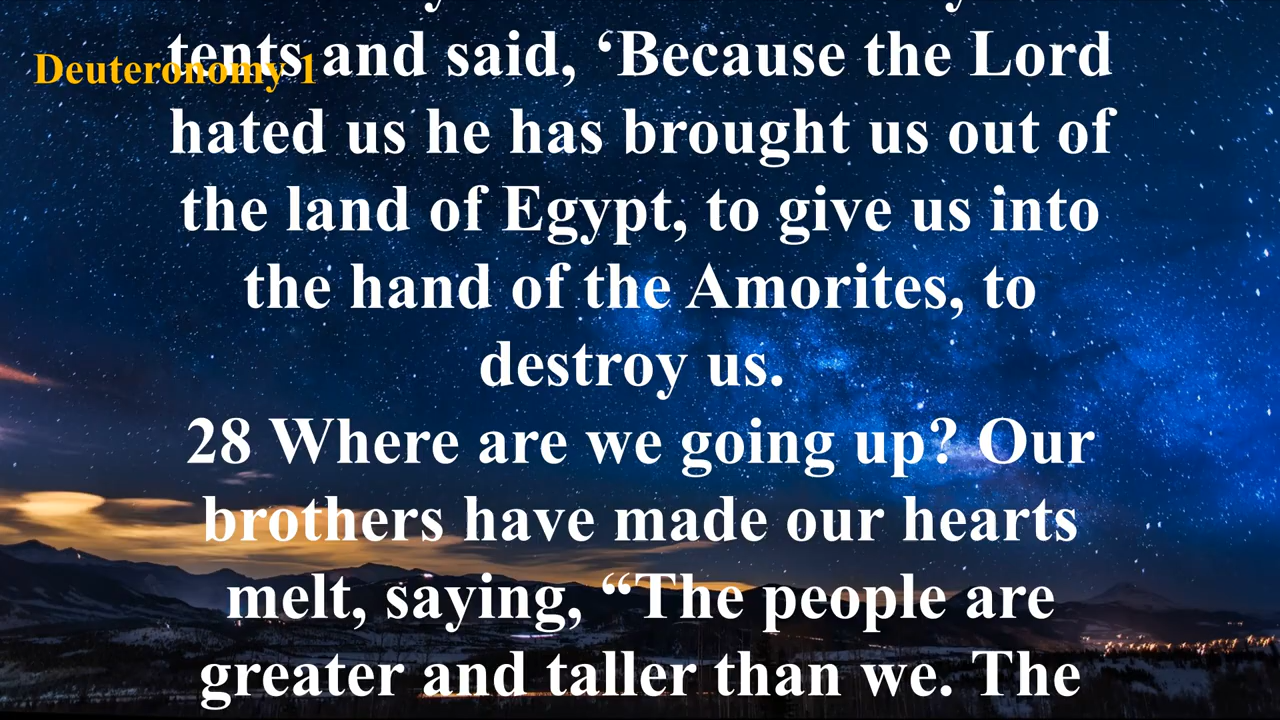 Deuteronomy 1
tents and said, ‘Because the Lord
hated us he has brought us out of
the land of Egypt, to give us into
the hand of the Amorites, to
destroy us.
28 Where are we going up? Our
brothers have made our hearts
melt, saying, “The people are
greater and taller than we. The